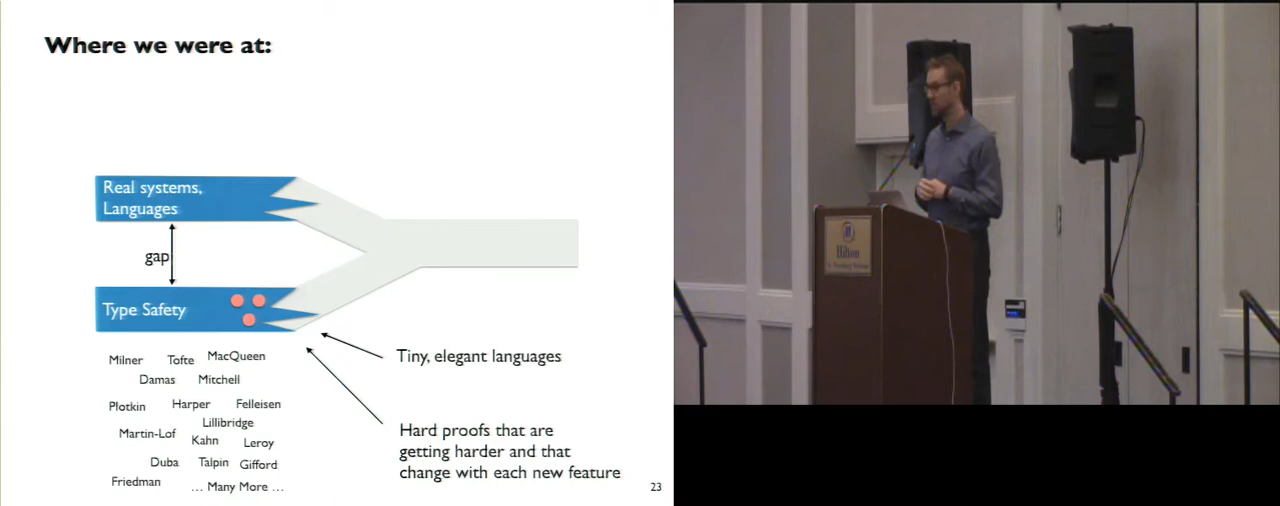 Where we were at:
Real systems,
Languages
gap
Type Safety
Milner Tofte MacQueen
Damas Mitchell
Plotkin Harper Felleisen
Lillibridge
Martin-Lof Kahn Leroy
Duba Talpin Gifford
Friedman ... Many More ...
Tiny, elegant languages
Hard proofs that are
getting harder and that
change with each new feature
23
Hilton